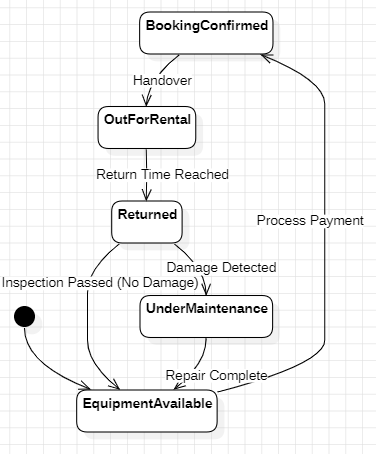 BookingConfirmed
Handover
OutForRental
Return Time Reached
Returned
Process Payment
Damage Detected
Inspection Passed (No Damage)
UnderMaintenance
Repair Complete
EquipmentAvailable